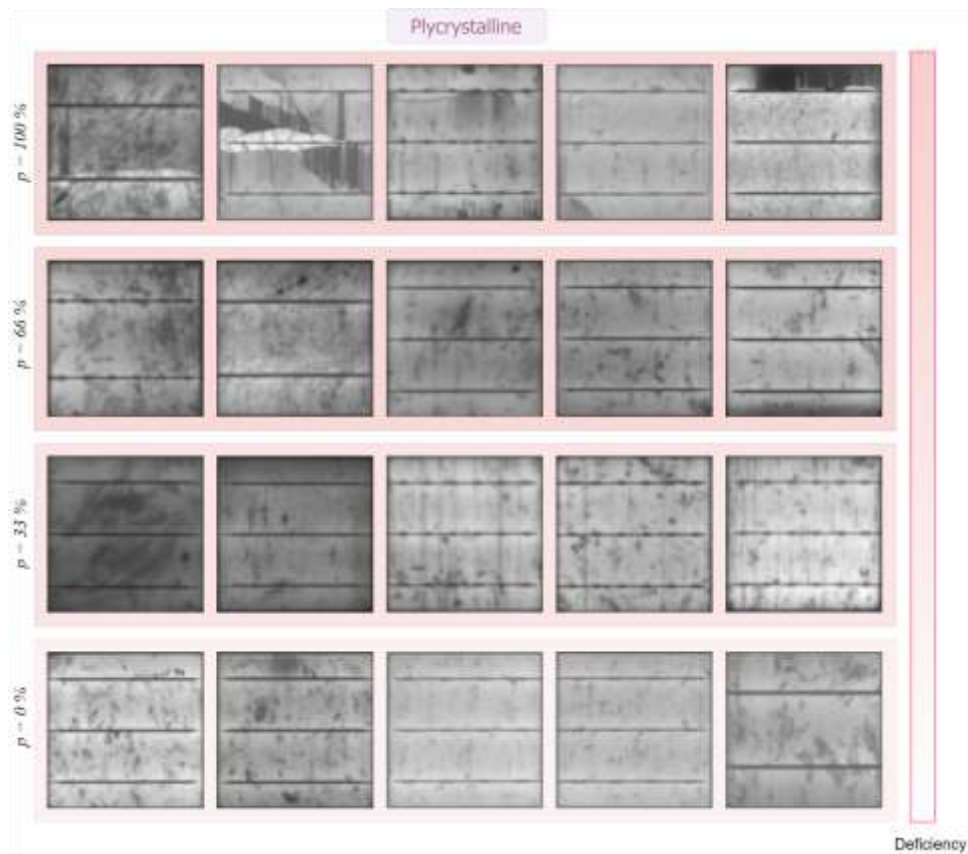 Plycrystalline
p = 100 %
p = 66 %
p = 33 %
p = 0 %
Deficiency